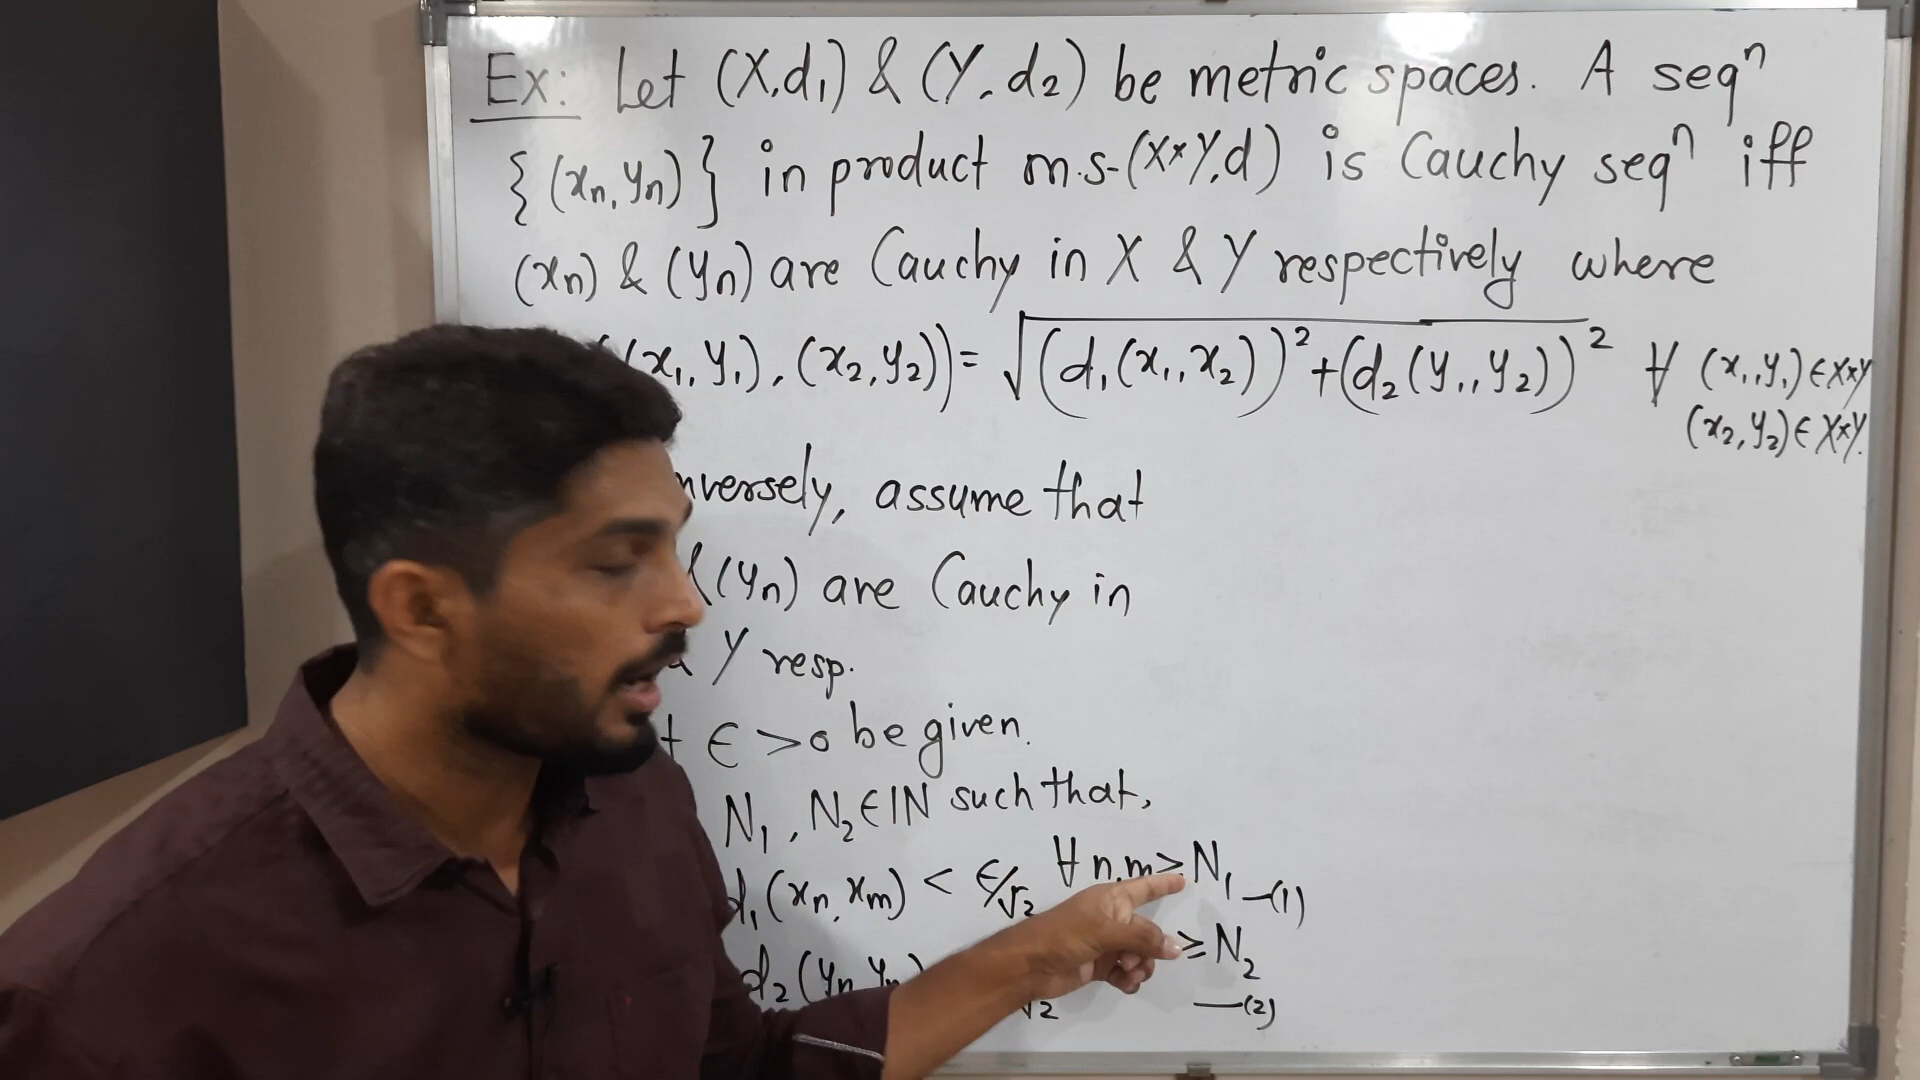 Ex: Let (X,d₁) & (Y,d₂) be metric spaces. A seqⁿ
{(xₙ,yₙ)} in product m.s.(X×Y,d) is Cauchy seqⁿ iff
(xₙ) & (yₙ) are Cauchy in X & Y respectively where
(x₁,y₁),(x₂,y₂))=√(d₁(x₁,x₂))²+(d₂(y₁,y₂))² ∀ (x₁,y₁)∈X×Y
(x₂,y₂)∈X×Y.
assume that
(yₙ) are Cauchy in
Y resp.
∈>0 be given.
N₁,N₂∈ℕ such that,
d₁(xₙ,xₘ) < ∈/√2 ∀ n,m≥N₁ —(1)
d₂(yₙ ≥N₂
√2 —(2)